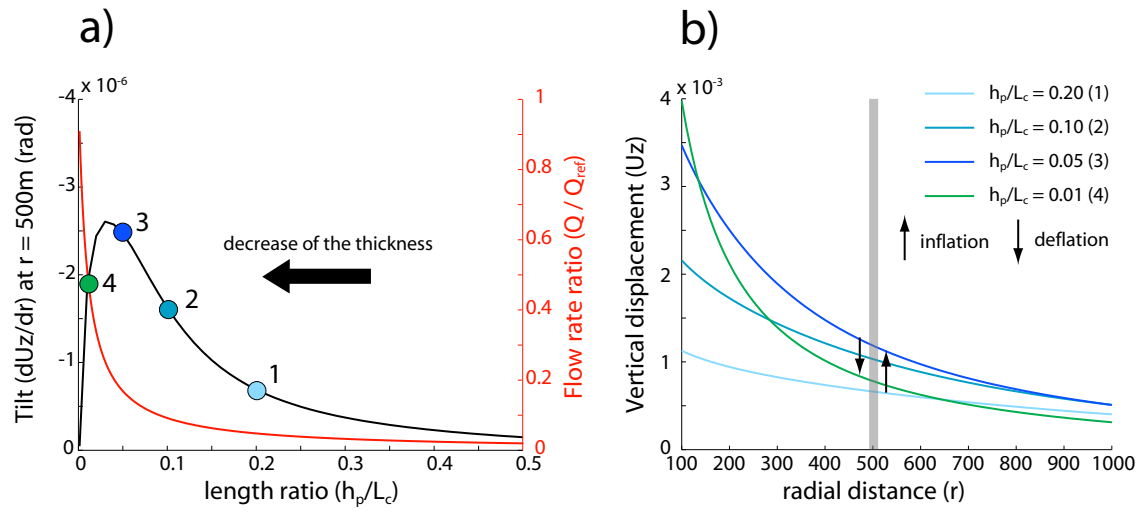 a)
x 10⁻⁶
-4
-3
-2
-1
0
Tilt (dUz/dr) at r = 500m (rad)
1
0.8
0.6
0.4
0.2
0
Flow rate ratio (Q / Q_ref)
decrease of the thickness
4
3
2
1
0
0.1
0.2
0.3
0.4
0.5
length ratio (h_p/L_c)
b)
x 10⁻³
4
3
2
1
0
Vertical displacement (Uz)
h_p/L_c = 0.20 (1)
h_p/L_c = 0.10 (2)
h_p/L_c = 0.05 (3)
h_p/L_c = 0.01 (4)
inflation
deflation
100 200 300 400 500 600 700 800 900 1000
radial distance (r)